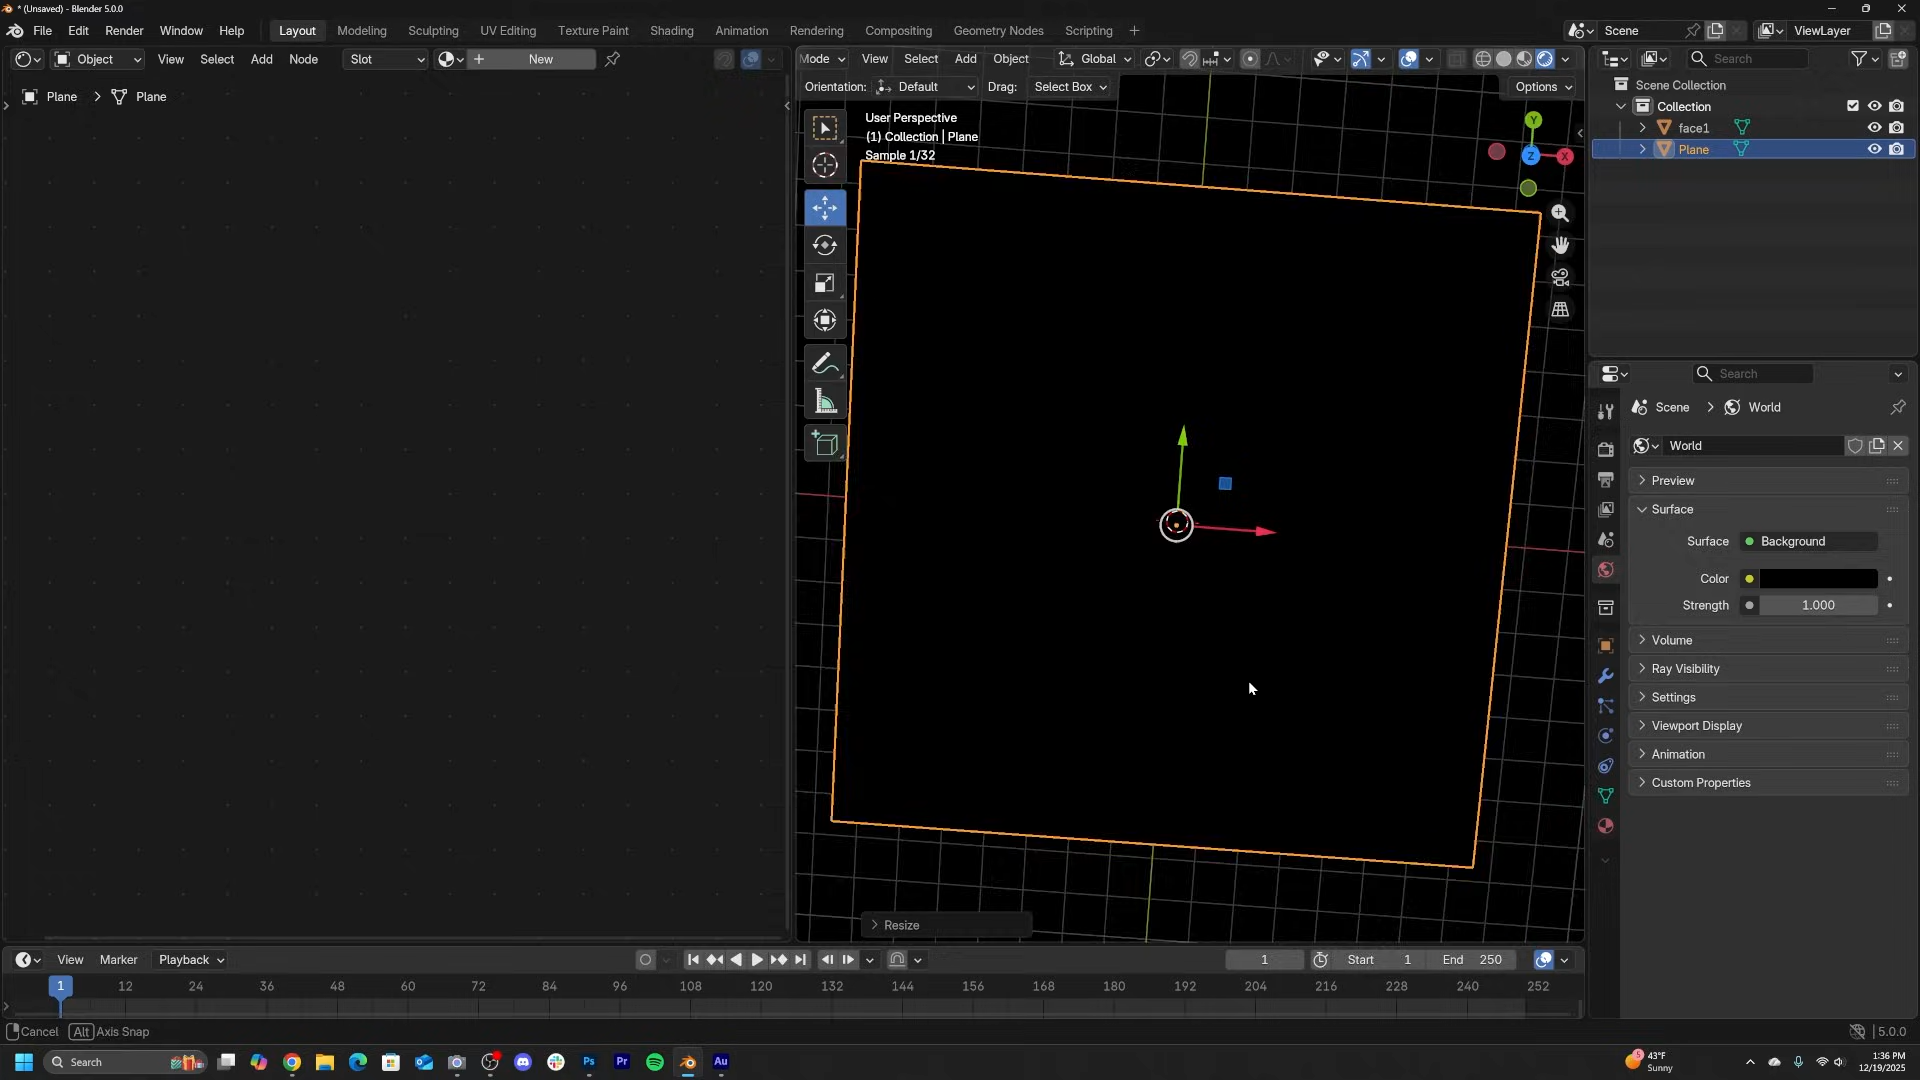 * (Unsaved) - Blender 5.0.0
File Edit Render Window Help Layout Modeling Sculpting UV Editing Texture Paint Shading Animation Rendering Compositing Geometry Nodes Scripting + Scene ViewLayer
Object View Select Add Node Slot + New
Mode View Select Add Object Global
Search
Plane > Plane
Orientation: Default Drag: Select Box Options
Scene Collection
Collection
face1
Plane
User Perspective
(1) Collection | Plane
Sample 1/32
Y
Z
X
Search
Scene > World
World
Preview
Surface
Surface Background
Color
Strength 1.000
Volume
Ray Visibility
Settings
Viewport Display
Animation
Custom Properties
Resize
View Marker Playback 1 Start 1 End 250
1 12 24 36 48 60 72 84 96 108 120 132 144 156 168 180 192 204 216 228 240 252
Cancel Alt Axis Snap
5.0.0
Search
Ps
Pr
Au
5
43°F
Sunny
1:36 PM
12/19/2025